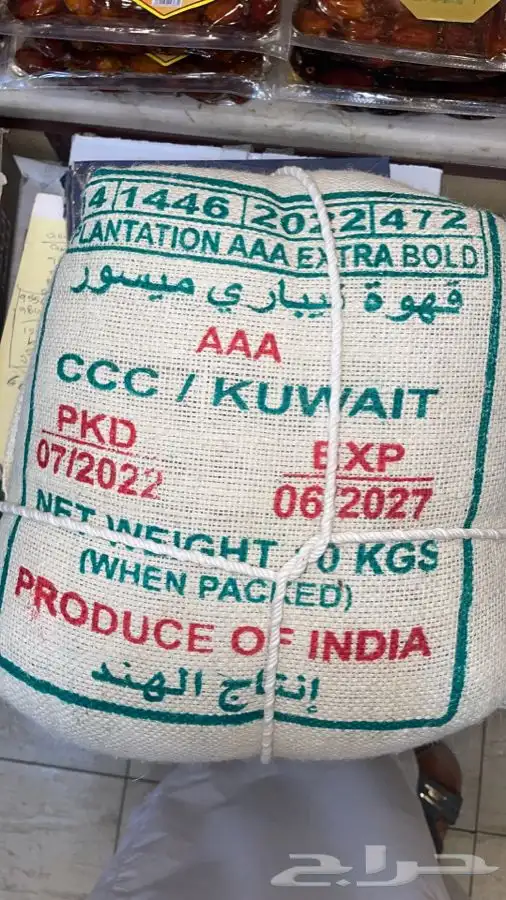 4 1446 2022 472
PLANTATION AAA EXTRA BOLD
قهوة نيباري ميسور
AAA
CCC / KUWAIT
PKD
07/2022
EXP
06/2027
NET WEIGHT KGS
(WHEN PACKED)
PRODUCE OF INDIA
إنتاج الهند
حراج